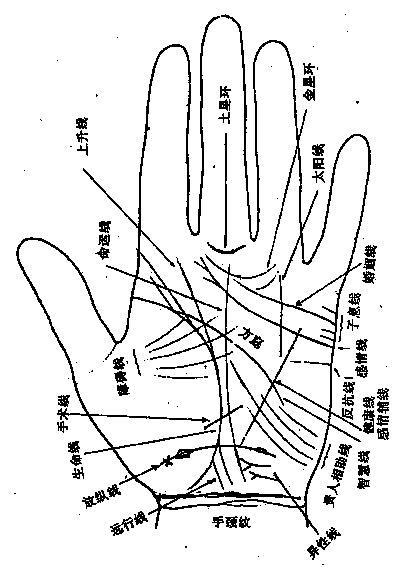 上升线
土星环
金星环
命运线
太阳线
婚姻线
障碍线
方庭
子息线
感情线
手术线
反抗线
健康线
感情辅线
生命线
贵人相助线
智慧线
放纵线
远行线
手颈纹
异性线